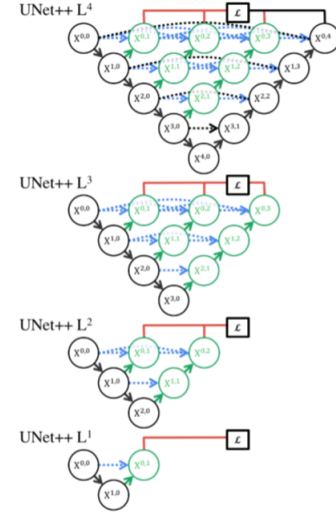 UNet++ L⁴
ℒ
X⁰,⁰ X⁰,¹ X⁰,² X⁰,³ X⁰,⁴
X¹,⁰ X¹,¹ X¹,² X¹,³
X²,⁰ X²,¹ X²,²
X³,⁰ X³,¹
X⁴,⁰
UNet++ L³
ℒ
X⁰,⁰ X⁰,¹ X⁰,² X⁰,³
X¹,⁰ X¹,¹ X¹,²
X²,⁰ X²,¹
X³,⁰
UNet++ L²
ℒ
X⁰,⁰ X⁰,¹ X⁰,²
X¹,⁰ X¹,¹
X²,⁰
UNet++ L¹
ℒ
X⁰,⁰ X⁰,¹
X¹,⁰